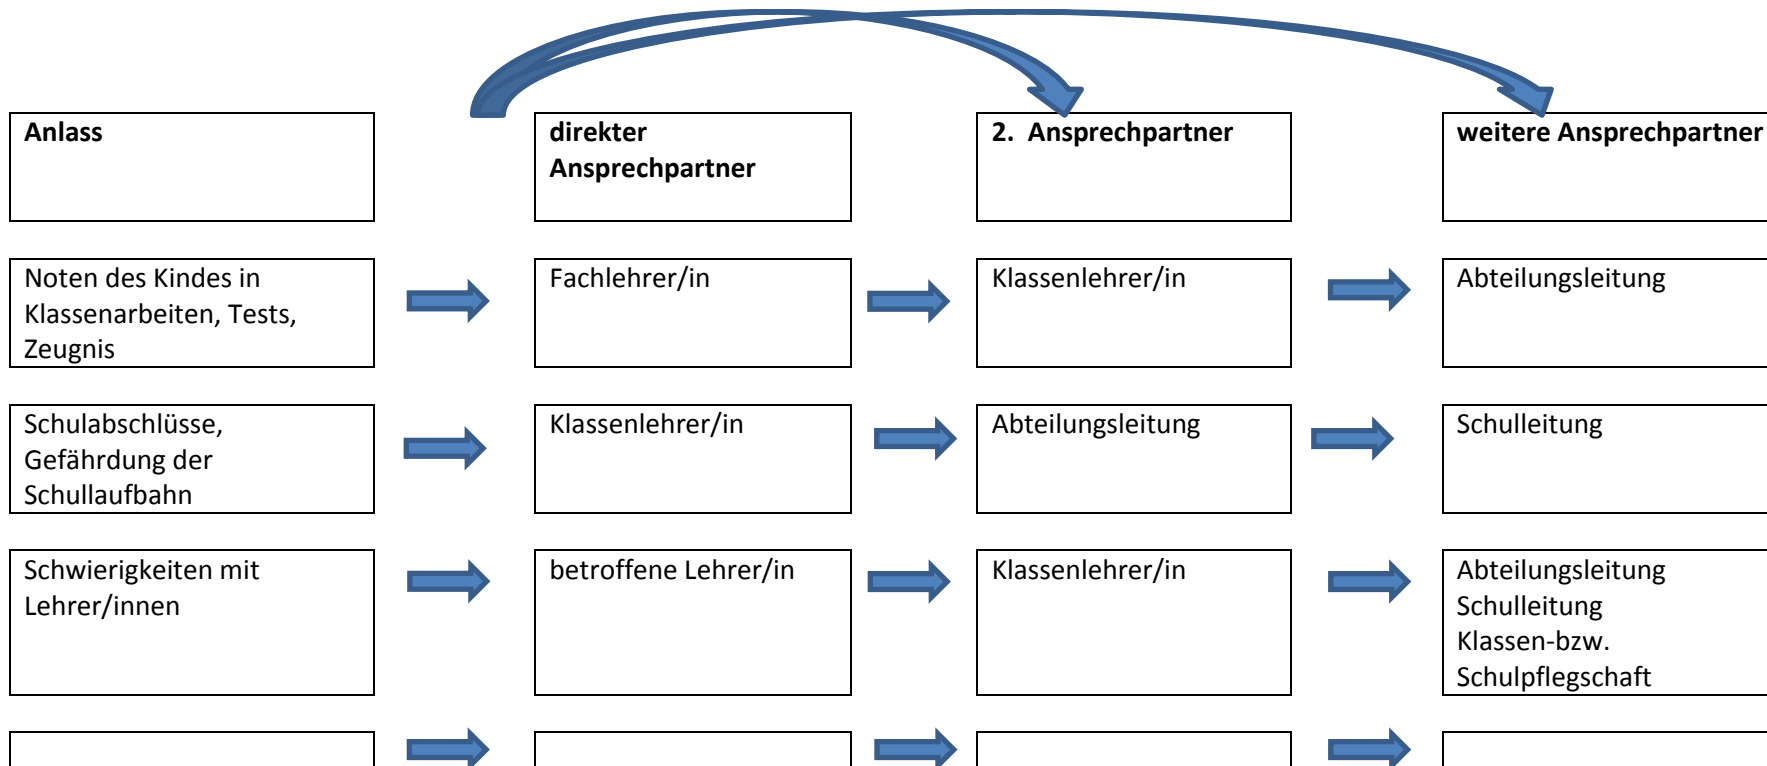 Anlass
direkter
Ansprechpartner
2. Ansprechpartner
weitere Ansprechpartner
Noten des Kindes in
Klassenarbeiten, Tests,
Zeugnis
Fachlehrer/in
Klassenlehrer/in
Abteilungsleitung
Schulabschlüsse,
Gefährdung der
Schullaufbahn
Klassenlehrer/in
Abteilungsleitung
Schulleitung
Schwierigkeiten mit
Lehrer/innen
betroffene Lehrer/in
Klassenlehrer/in
Abteilungsleitung
Schulleitung
Klassen-bzw.
Schulpflegschaft